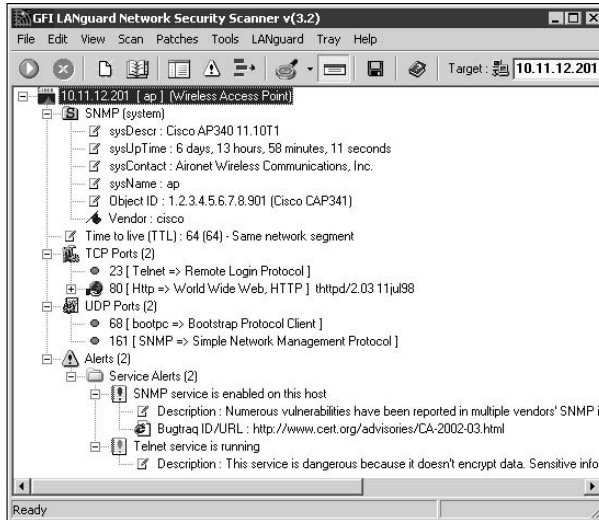 GFI LANguard Network Security Scanner v(3.2)
File Edit View Scan Patches Tools LANguard Tray Help
Target : 10.11.12.201
10.11.12.201 [ ap ] (Wireless Access Point)
SNMP (system)
sysDescr : Cisco AP340 11.10T1
sysUpTime : 6 days, 13 hours, 58 minutes, 11 seconds
sysContact : Aironet Wireless Communications, Inc.
sysName : ap
Object ID : 1.2.3.4.5.6.7.8.901 (Cisco CAP341)
Vendor : cisco
Time to live (TTL) : 64 (64) - Same network segment
TCP Ports (2)
23 [ Telnet => Remote Login Protocol ]
80 [ Http => World Wide Web, HTTP ] thttpd/2.03 11jul98
UDP Ports (2)
68 [ bootpc => Bootstrap Protocol Client ]
161 [ SNMP => Simple Network Management Protocol ]
Alerts (2)
Service Alerts (2)
SNMP service is enabled on this host
Description : Numerous vulnerabilities have been reported in multiple vendors' SNMP i
Bugtraq ID/URL : http://www.cert.org/advisories/CA-2002-03.html
Telnet service is running
Description : This service is dangerous because it doesn't encrypt data. Sensitive info
Ready